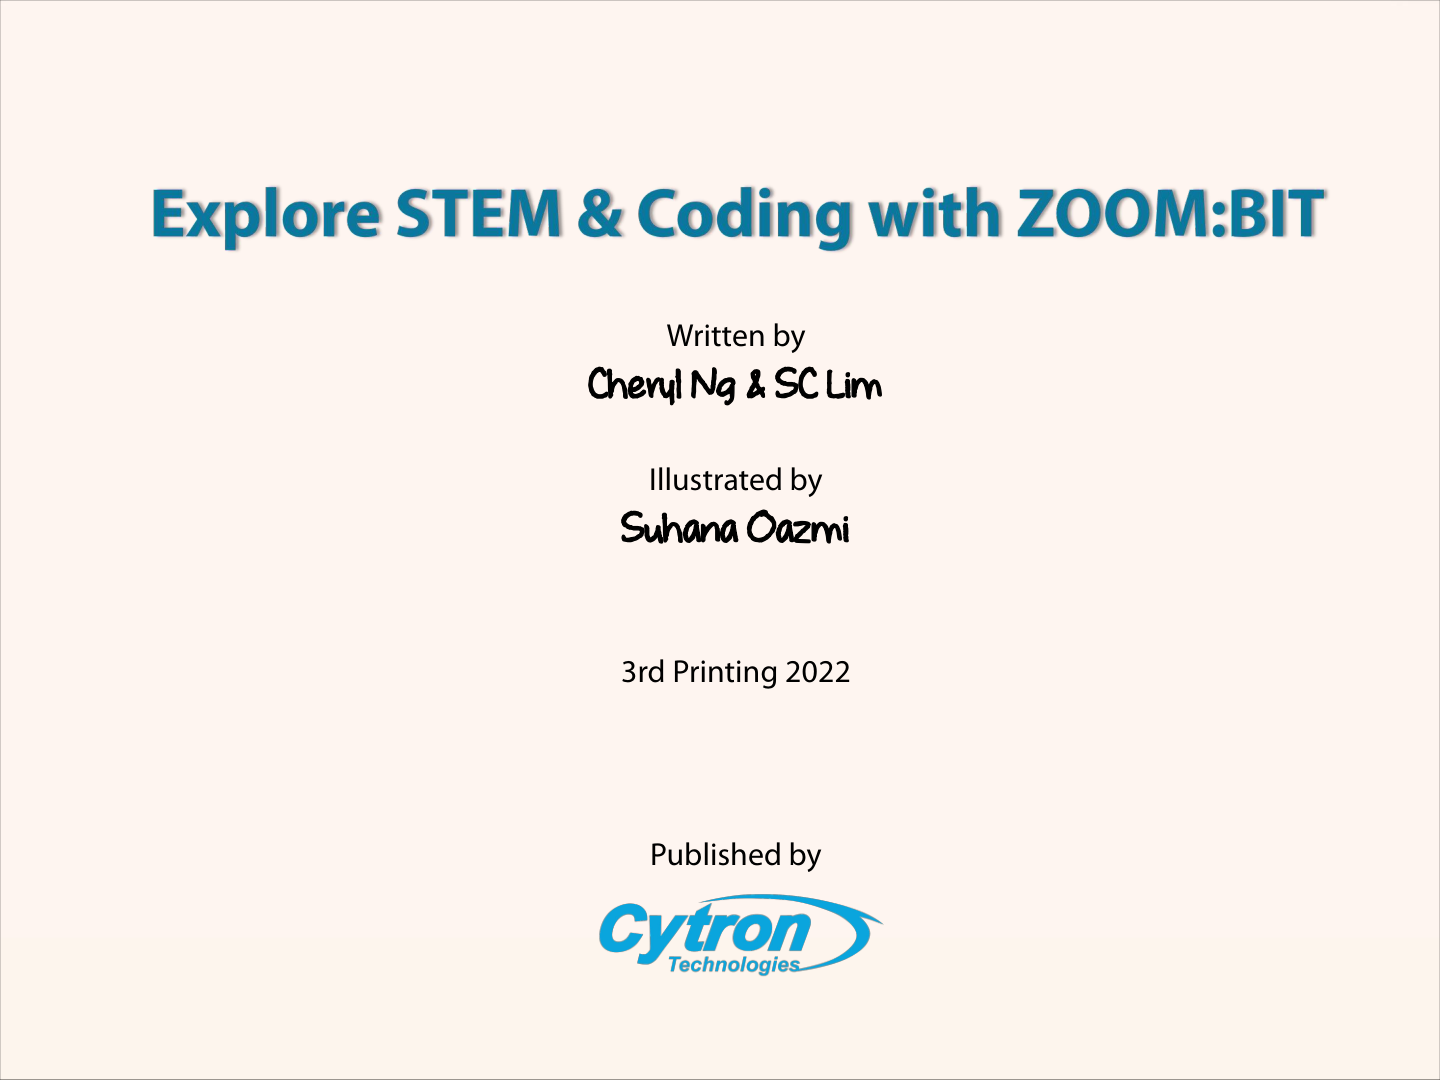 Explore STEM & Coding with ZOOM:BIT
Written by
Cheryl Ng & SC Lim
Illustrated by
Suhana Oazmi
3rd Printing 2022
Published by
Cytron
Technologies